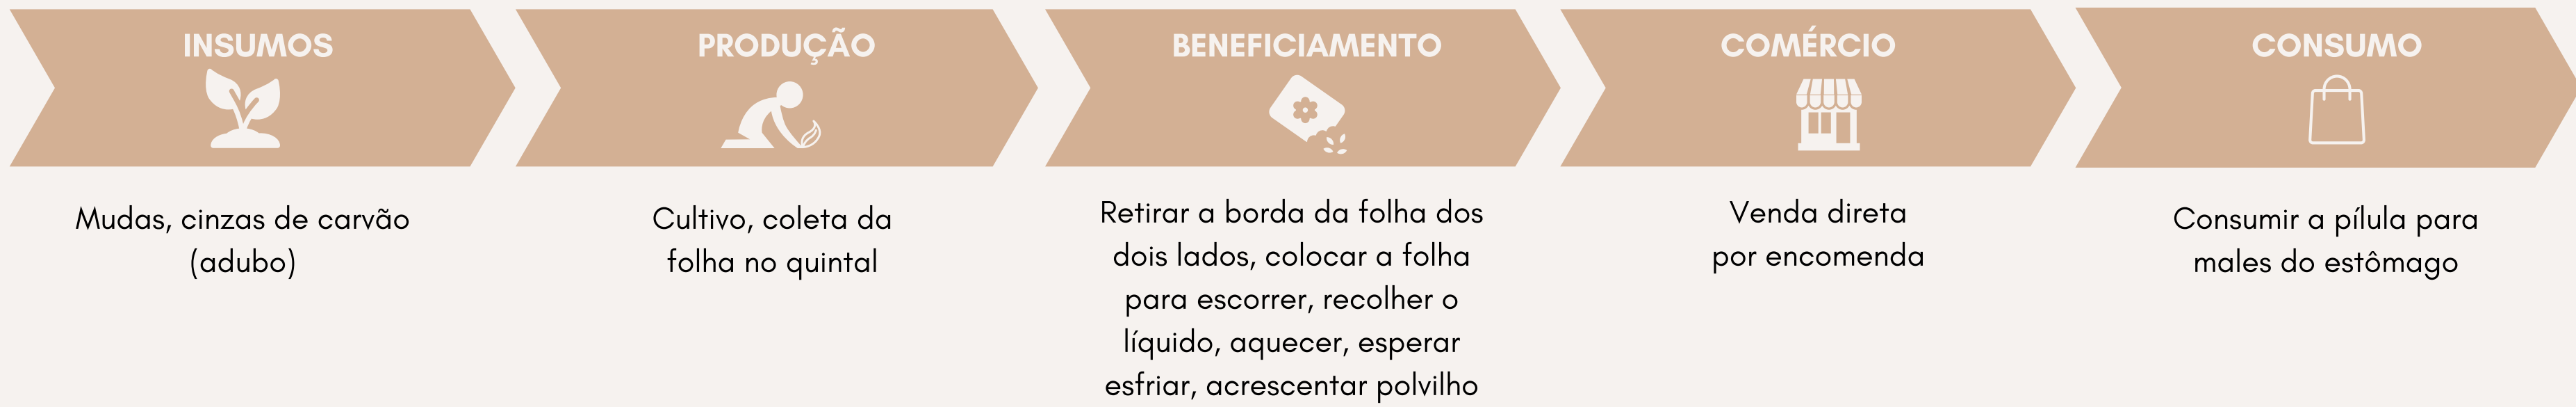 INSUMOS
Mudas, cinzas de carvão
(adubo)
PRODUÇÃO
Cultivo, coleta da
folha no quintal
BENEFICIAMENTO
Retirar a borda da folha dos
dois lados, colocar a folha
para escorrer, recolher o
líquido, aquecer, esperar
esfriar, acrescentar polvilho
COMÉRCIO
Venda direta
por encomenda
CONSUMO
Consumir a pílula para
males do estômago